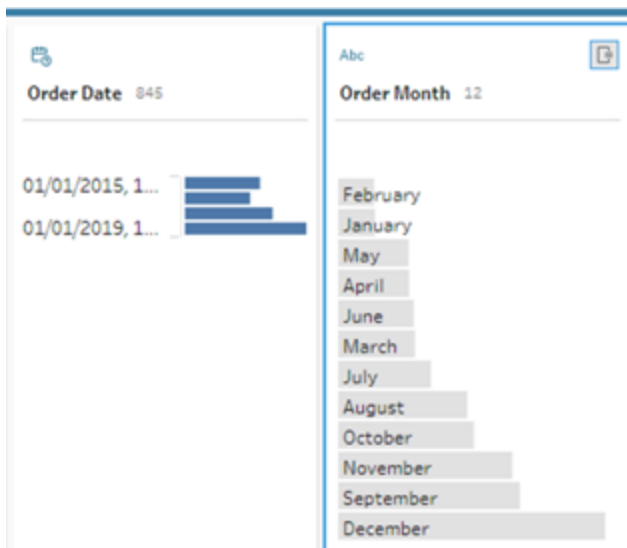 Order Date 845
01/01/2015, 1...
01/01/2019, 1...
Abc
Order Month 12
February
January
May
April
June
March
July
August
October
November
September
December